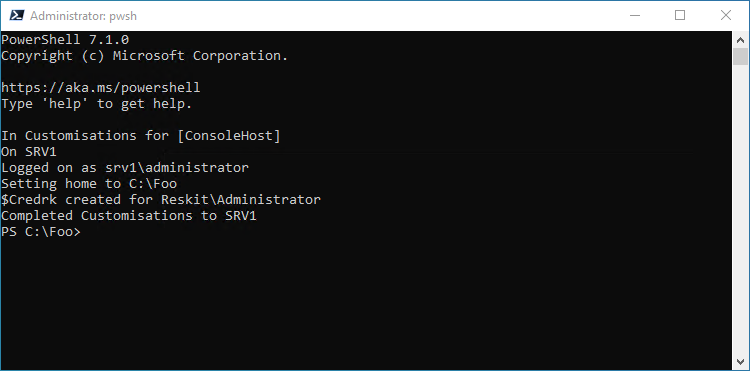 Administrator: pwsh
PowerShell 7.1.0
Copyright (c) Microsoft Corporation.
https://aka.ms/powershell
Type 'help' to get help.
In Customisations for [ConsoleHost]
On SRV1
Logged on as srv1\administrator
Setting home to C:\Foo
$Credrk created for Reskit\Administrator
Completed Customisations to SRV1
PS C:\Foo>